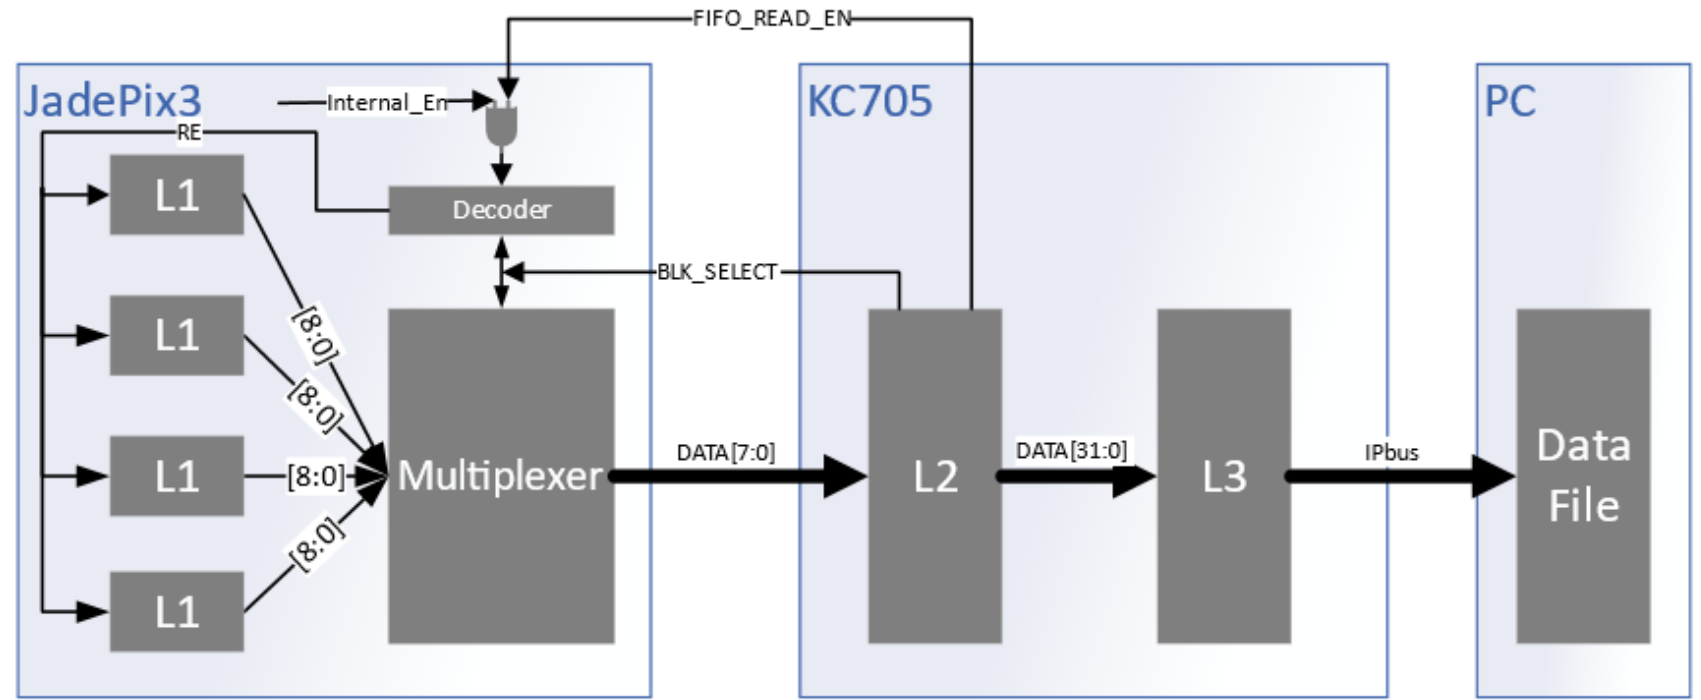 FIFO_READ_EN
JadePix3
KC705
PC
Internal_En
RE
L1
Decoder
BLK_SELECT
L1
[8:0]
[8:0]
L1
[8:0]
Multiplexer
DATA[7:0]
L2
DATA[31:0]
L3
IPbus
Data
File
[8:0]
L1